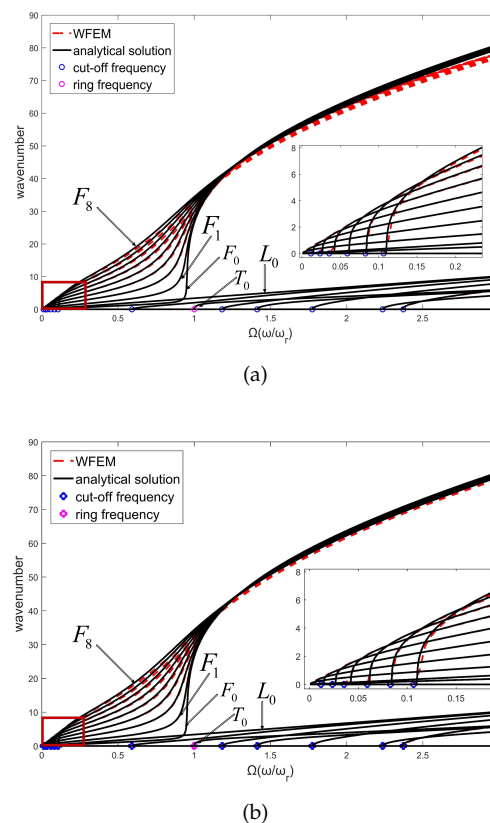 90
80
70
60
50
40
30
20
10
0
wavenumber
WFEM
analytical solution
cut-off frequency
ring frequency
8
6
4
2
0
0 0.05 0.1 0.15 0.2
F8
F1
F0
T0
L0
0 0.5 1 1.5 2 2.5
Ω(ω/ωr)
(a)
90
80
70
60
50
40
30
20
10
0
wavenumber
WFEM
analytical solution
cut-off frequency
ring frequency
8
6
4
2
0
0 0.05 0.1 0.15
F8
F1
F0
T0
L0
0 0.5 1 1.5 2 2.5
Ω(ω/ωr)
(b)